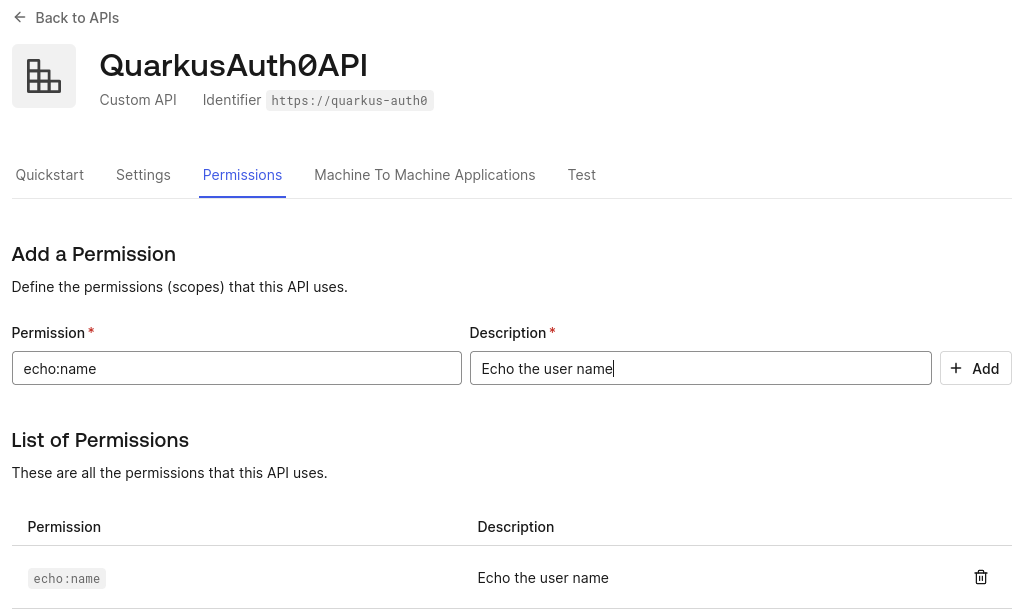 Back to APIs
QuarkusAuth0API
Custom API Identifier https://quarkus-auth0
Quickstart Settings Permissions Machine To Machine Applications Test
Add a Permission
Define the permissions (scopes) that this API uses.
Permission * Description *
echo:name Echo the user name + Add
List of Permissions
These are all the permissions that this API uses.
Permission Description
echo:name Echo the user name